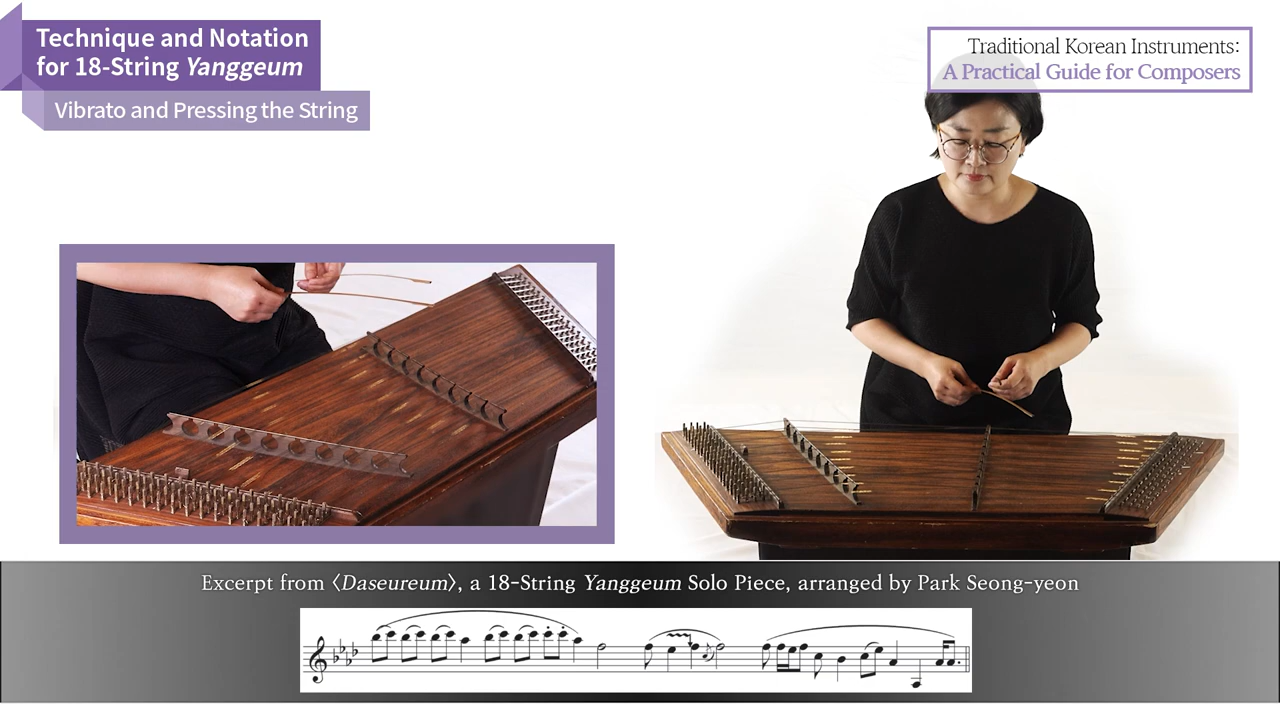 Technique and Notation
for 18-String Yanggeum
Vibrato and Pressing the String
Traditional Korean Instruments:
A Practical Guide for Composers
Excerpt from 〈Daseureum〉, a 18-String Yanggeum Solo Piece, arranged by Park Seong-yeon